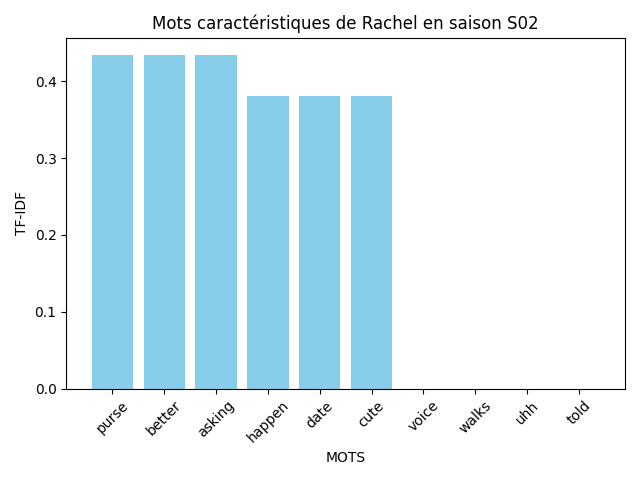 Mots caractéristiques de Rachel en saison S02
TF-IDF
0.4
0.3
0.2
0.1
0.0
purse better asking happen date cute voice walks uhh told
MOTS